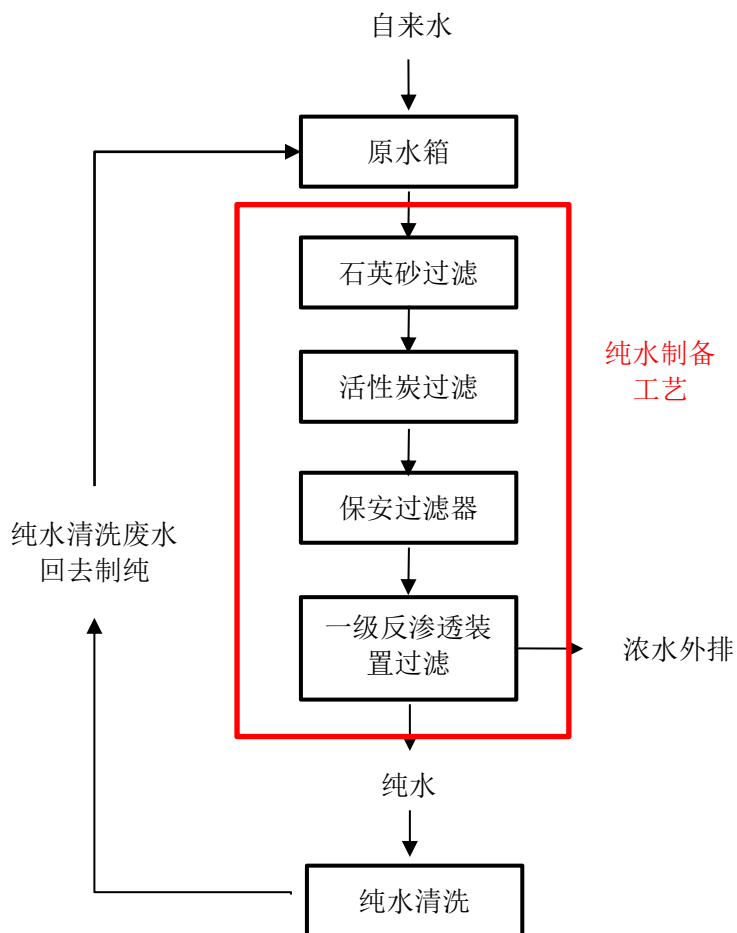 自来水
原水箱
石英砂过滤
纯水制备
工艺
活性炭过滤
保安过滤器
纯水清洗废水
回去制纯
一级反渗透装
置过滤
浓水外排
纯水
纯水清洗